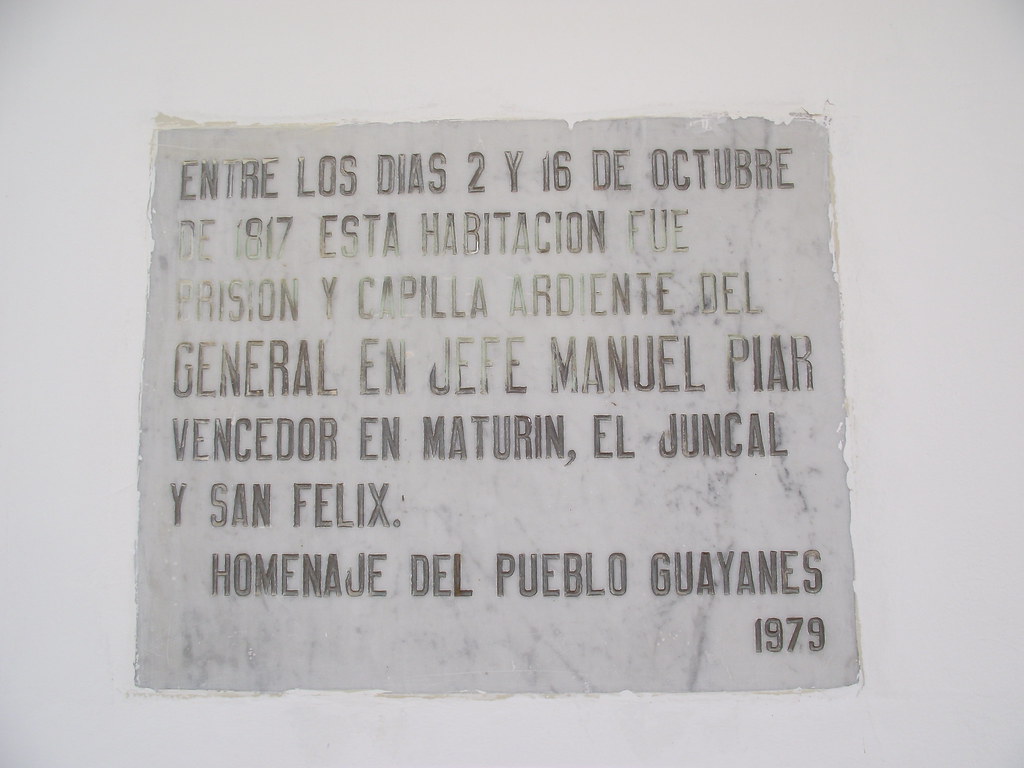 ENTRE LOS DIAS 2 Y 16 DE OCTUBRE
DE 1817 ESTA HABITACION FUE
PRISION Y CAPILLA ARDIENTE DEL
GENERAL EN JEFE MANUEL PIAR
VENCEDOR EN MATURIN, EL JUNCAL
Y SAN FELIX.
HOMENAJE DEL PUEBLO GUAYANES
1979